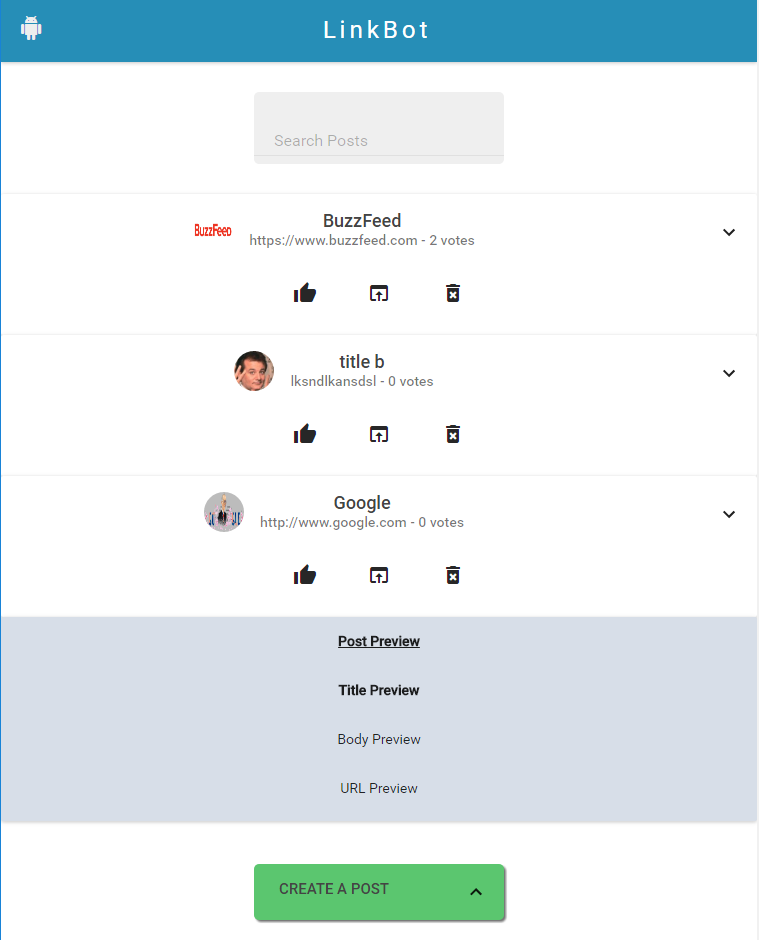 LinkBot
Search Posts
BuzzFeed
BuzzFeed
https://www.buzzfeed.com - 2 votes
title b
lksndlkansdsl - 0 votes
Google
http://www.google.com - 0 votes
Post Preview
Title Preview
Body Preview
URL Preview
CREATE A POST